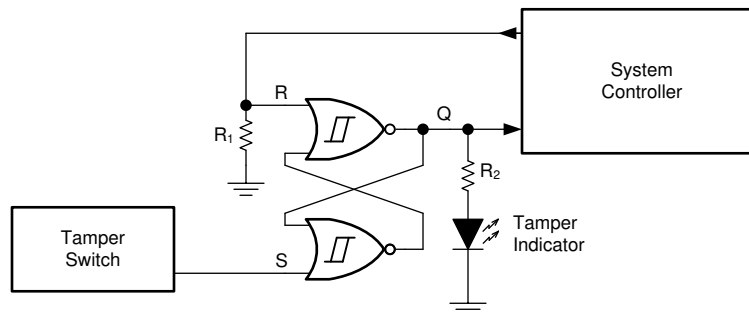 System
Controller
R
Q
R1
R2
Tamper
Indicator
Tamper
Switch
S